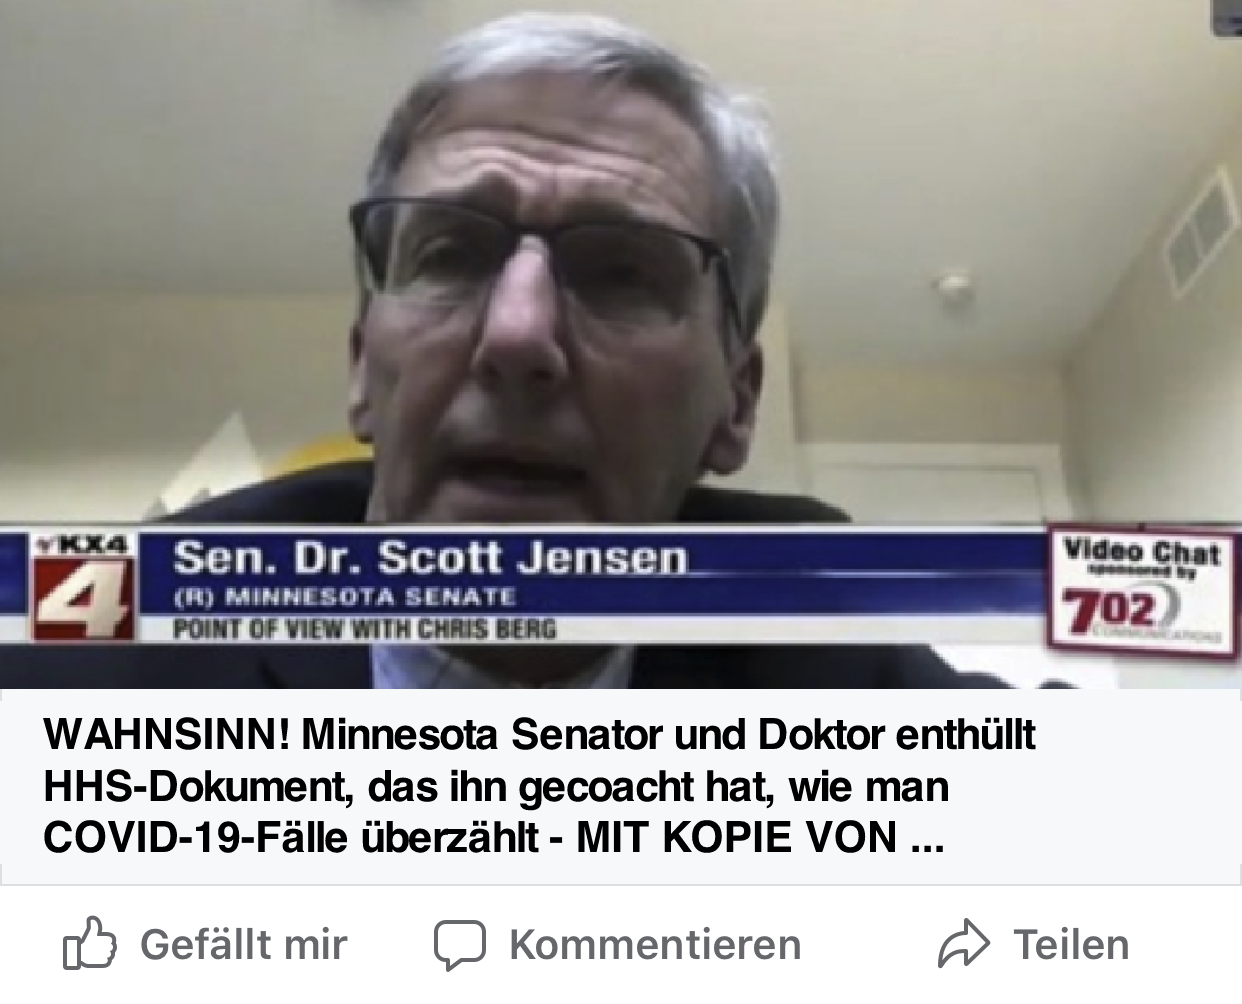 KX4
4
Sen. Dr. Scott Jensen
(R) MINNESOTA SENATE
POINT OF VIEW WITH CHRIS BERG
Video Chat
sponsored by
702
COMMUNICATIONS
WAHNSINN! Minnesota Senator und Doktor enthüllt
HHS-Dokument, das ihn gecoacht hat, wie man
COVID-19-Fälle überzählt - MIT KOPIE VON ...
Gefällt mir
Kommentieren
Teilen